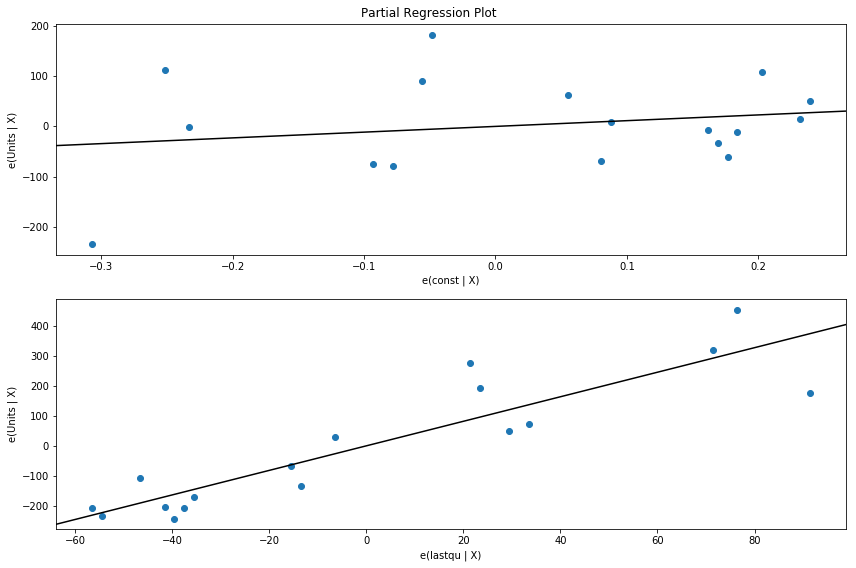 Partial Regression Plot
200
100
0
−100
−200
e(Units | X)
−0.3 −0.2 −0.1 0.0 0.1 0.2
e(const | X)
400
300
200
100
0
−100
−200
e(Units | X)
−60 −40 −20 0 20 40 60 80
e(lastqu | X)